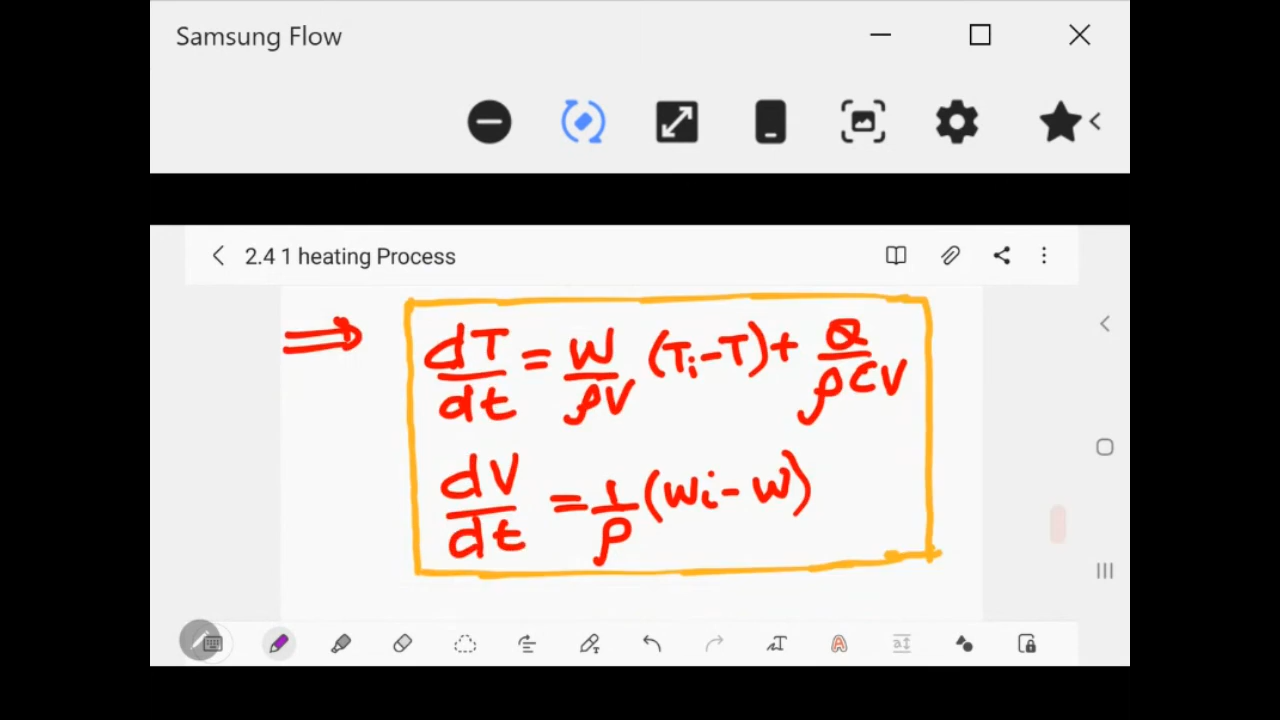 Samsung Flow
2.4 1 heating Process
⇒ dT/dt = W/ρV (Ti-T)+ Q/ρCV
dV/dt = 1/ρ (Wi-W)